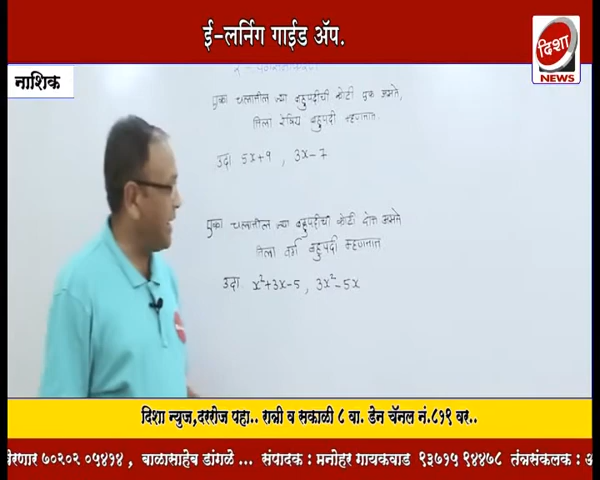 ई-लर्निग गाईड ॲप.
दिशा
NEWS
नाशिक
एका चलातील ज्या बहुपदीची कोटी एक असते,
तिला रेषिय बहुपदी म्हणतात.
उदा. 5x+9 , 3x-7
एका चलातील ज्या बहुपदीची कोटी दोन असते
तिला वर्ग बहुपदी म्हणतात
उदा. x²+3x-5 , 3x²-5x
दिशा न्युज,दररोज पहा.. रात्री व सकाळी ८ वा. डेन चॅनल नं.८१९ वर..
७०२०२ ०५४१४ , बाळासाहेब डांगळे ... संपादक : मनोहर गायकवाड ९३७१५ ९४४७८ तंत्रसंकलक :